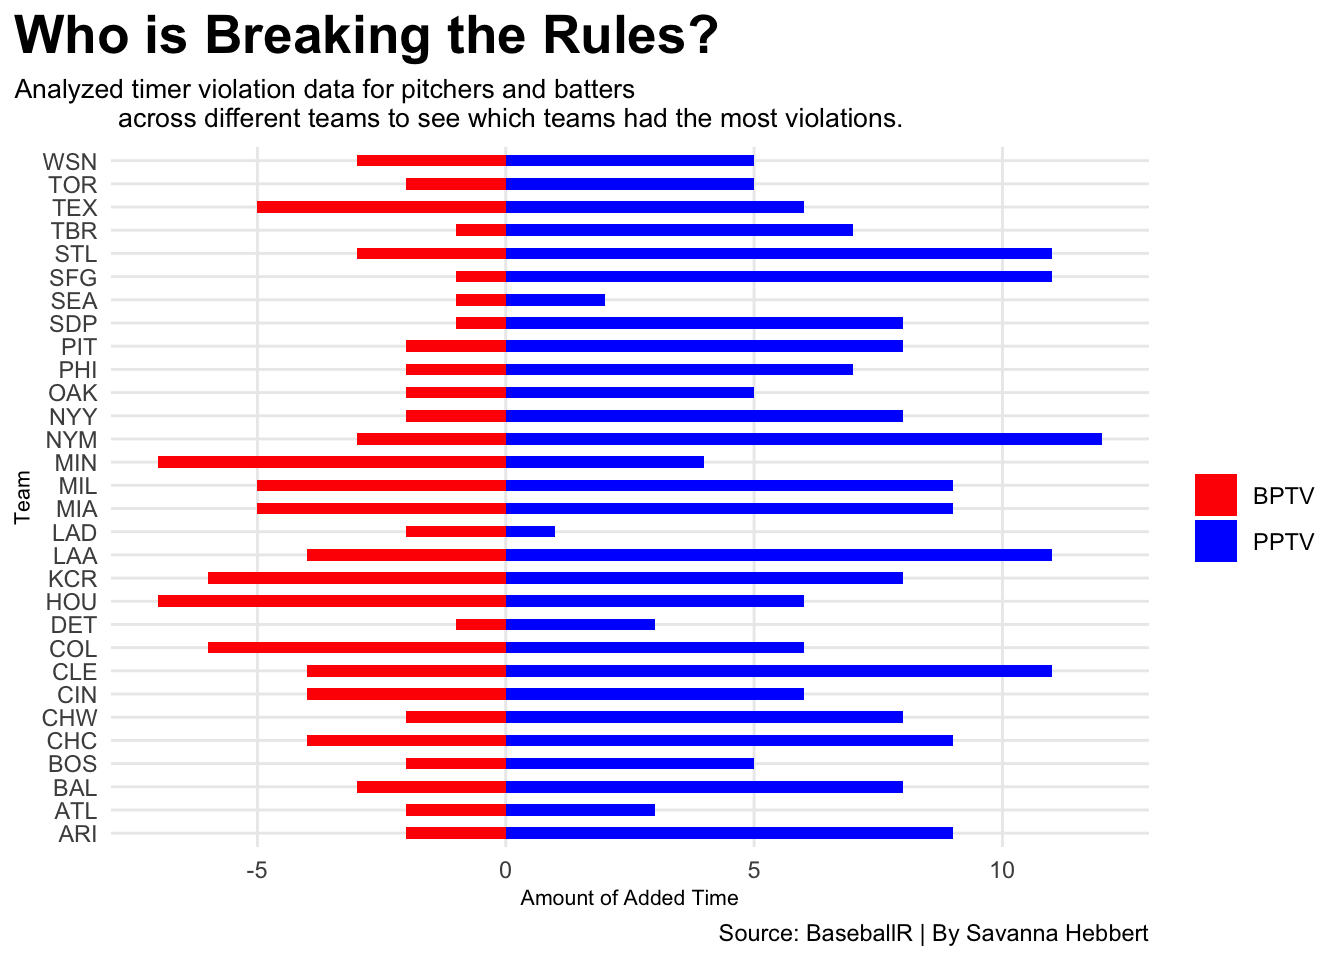 Who is Breaking the Rules?
Analyzed timer violation data for pitchers and batters
across different teams to see which teams had the most violations.
WSN
TOR
TEX
TBR
STL
SFG
SEA
SDP
PIT
PHI
OAK
NYY
NYM
MIN
MIL
MIA
LAD
LAA
KCR
HOU
DET
COL
CLE
CIN
CHW
CHC
BOS
BAL
ATL
ARI
Team
-5 0 5 10
Amount of Added Time
BPTV
PPTV
Source: BaseballR | By Savanna Hebbert